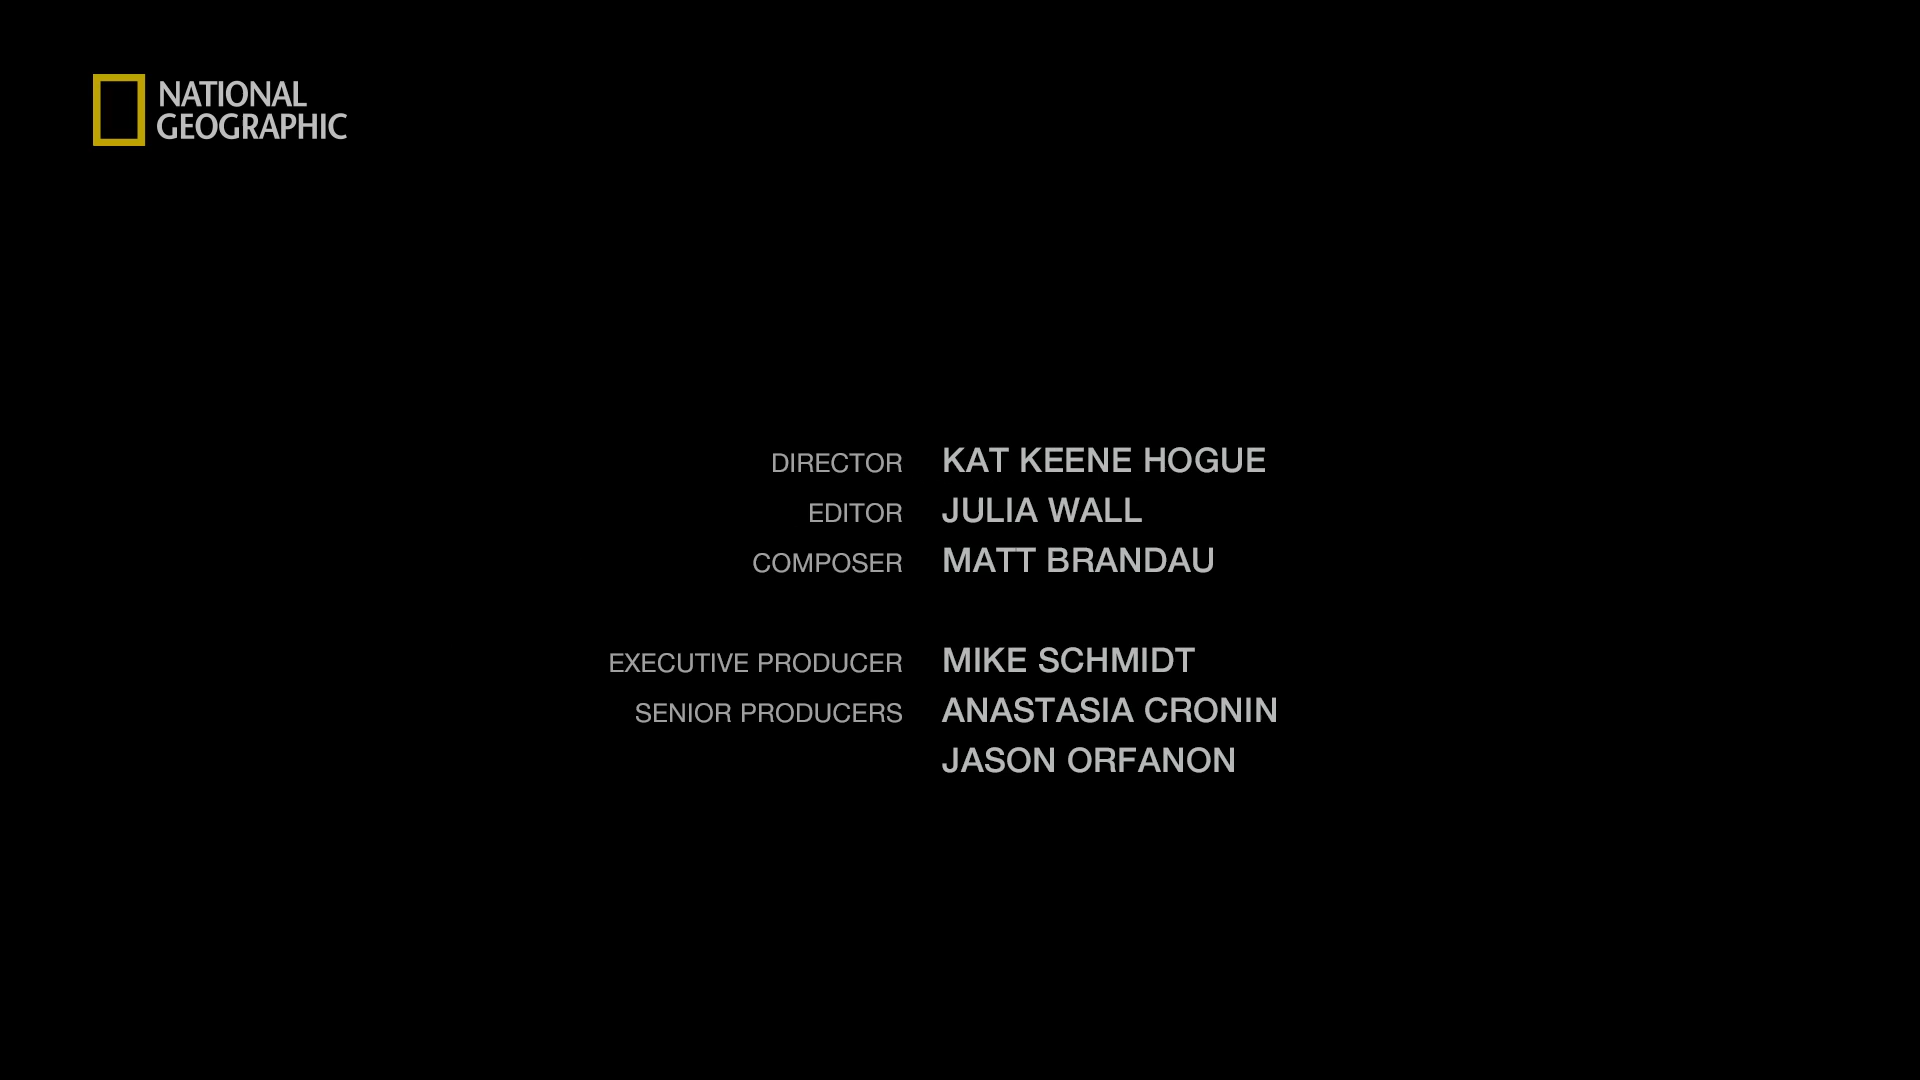 NATIONAL
GEOGRAPHIC
DIRECTOR KAT KEENE HOGUE
EDITOR JULIA WALL
COMPOSER MATT BRANDAU
EXECUTIVE PRODUCER MIKE SCHMIDT
SENIOR PRODUCERS ANASTASIA CRONIN
JASON ORFANON